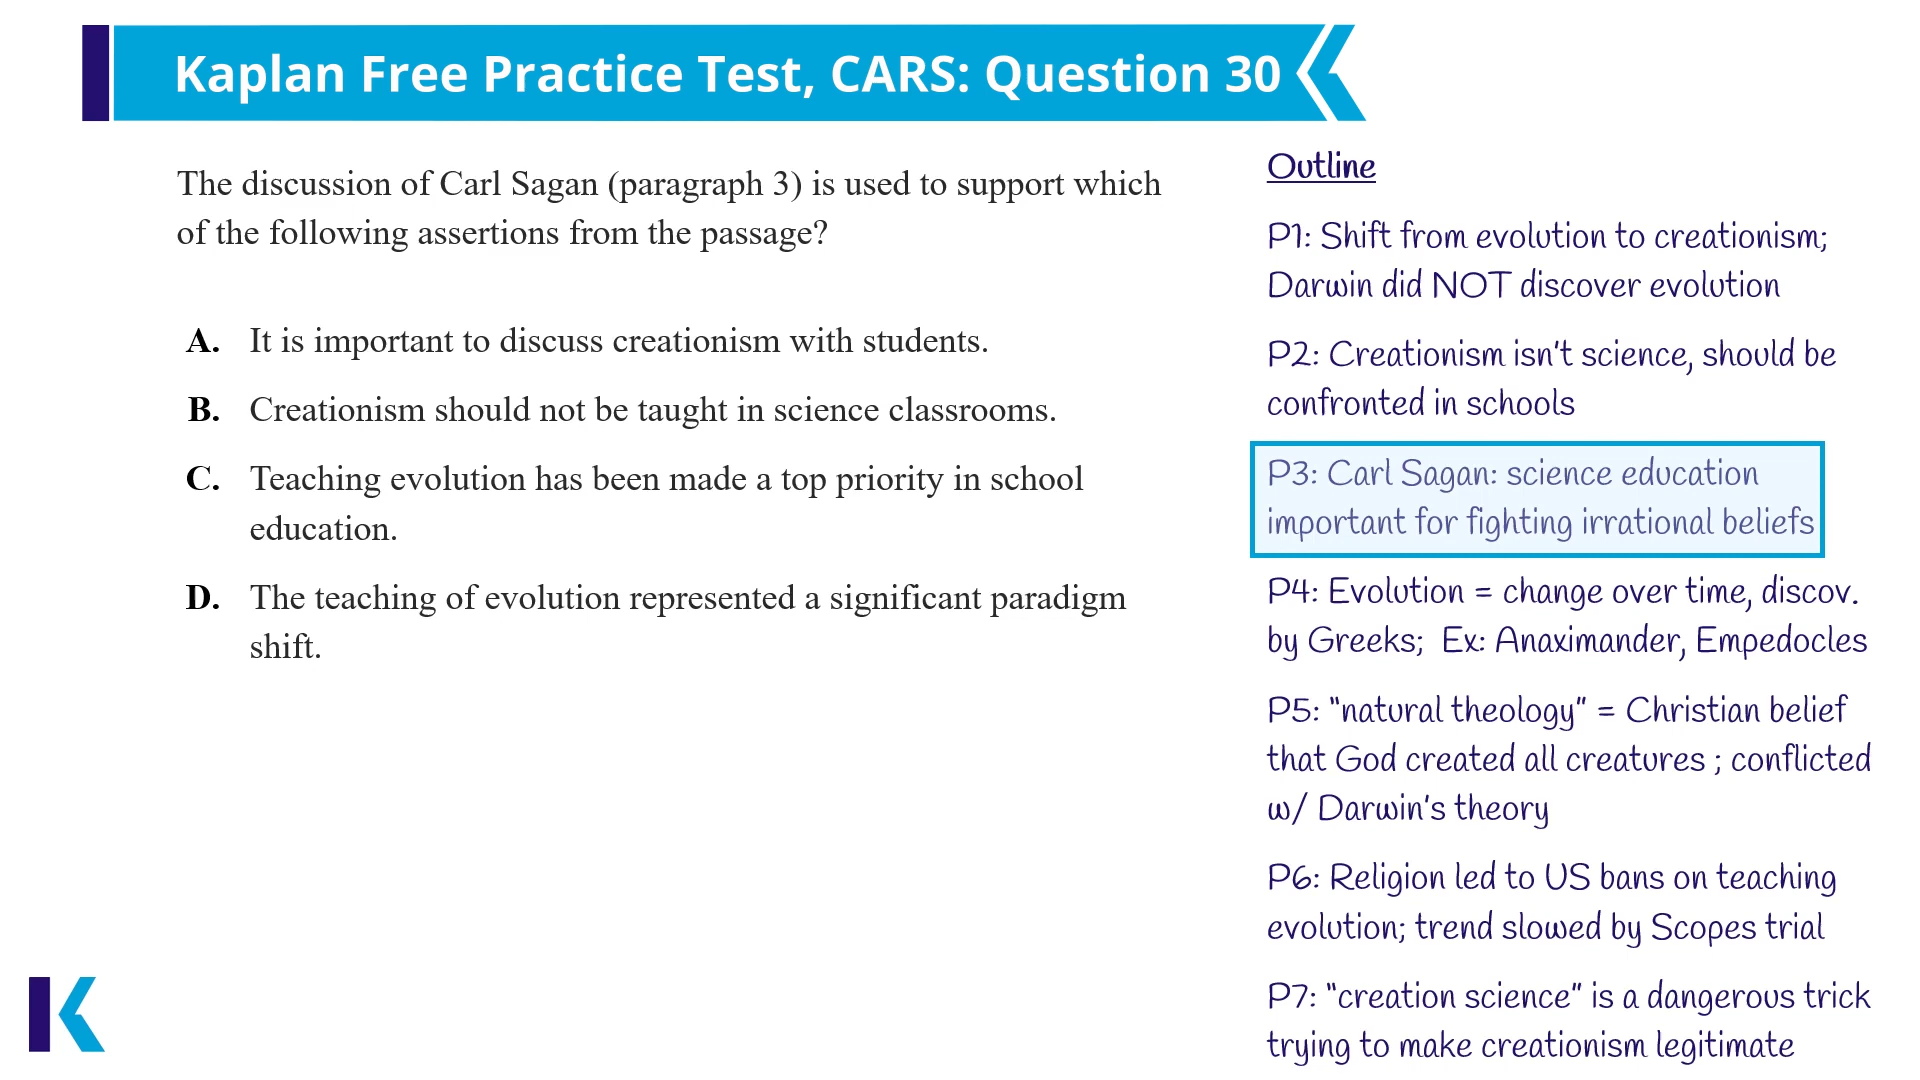 Kaplan Free Practice Test, CARS: Question 30
The discussion of Carl Sagan (paragraph 3) is used to support which
of the following assertions from the passage?
A. It is important to discuss creationism with students.
B. Creationism should not be taught in science classrooms.
C. Teaching evolution has been made a top priority in school
education.
D. The teaching of evolution represented a significant paradigm
shift.
Outline
P1: Shift from evolution to creationism;
Darwin did NOT discover evolution
P2: Creationism isn't science, should be
confronted in schools
P3: Carl Sagan: science education
important for fighting irrational beliefs
P4: Evolution = change over time, discov.
by Greeks; Ex: Anaximander, Empedocles
P5: "natural theology" = Christian belief
that God created all creatures ; conflicted
w/ Darwin's theory
P6: Religion led to US bans on teaching
evolution; trend slowed by Scopes trial
P7: "creation science" is a dangerous trick
trying to make creationism legitimate
K